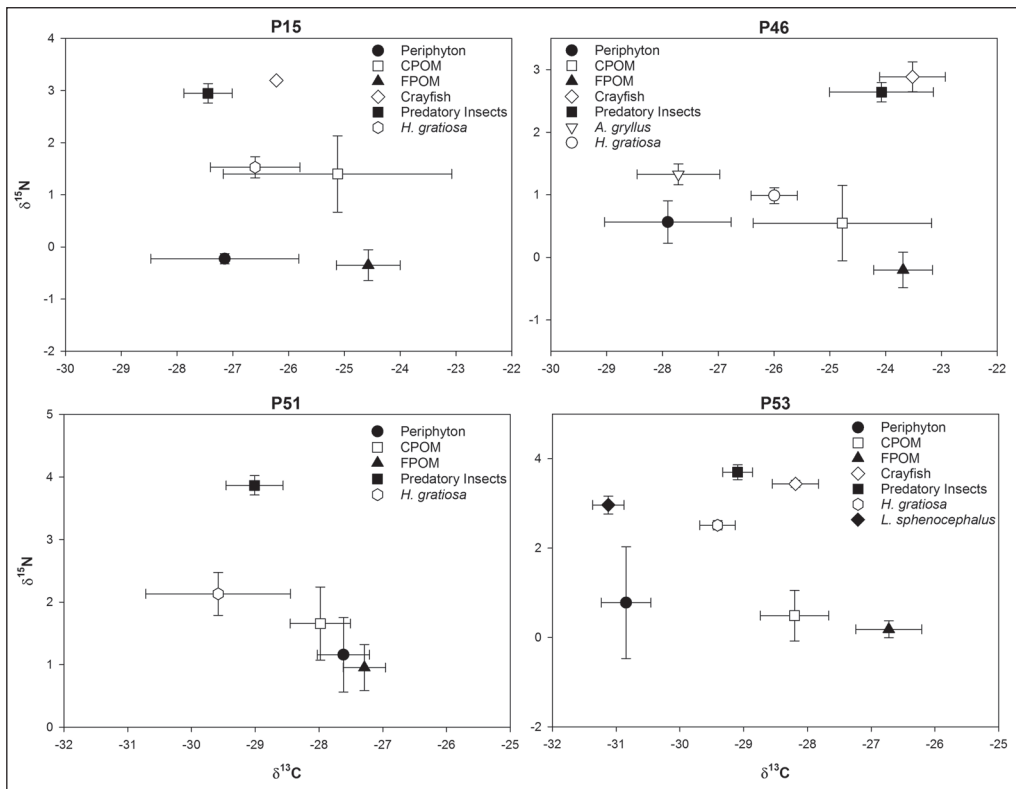 P15
δ15N
5
4
3
2
1
0
-1
-2
-30
-29
-28
-27
-26
-25
-24
-23
-22
Periphyton
CPOM
FPOM
Crayfish
Predatory Insects
H. gratiosa
P46
3
2
1
0
-1
-30
-29
-28
-27
-26
-25
-24
-23
-22
Periphyton
CPOM
FPOM
Crayfish
Predatory Insects
A. gryllus
H. gratiosa
P51
δ15N
5
4
3
2
1
0
-32
-31
-30
-29
-28
-27
-26
-25
δ13C
Periphyton
CPOM
FPOM
Predatory Insects
H. gratiosa
P53
4
2
0
-2
-32
-31
-30
-29
-28
-27
-26
-25
δ13C
Periphyton
CPOM
FPOM
Crayfish
Predatory Insects
H. gratiosa
L. sphenocephalus